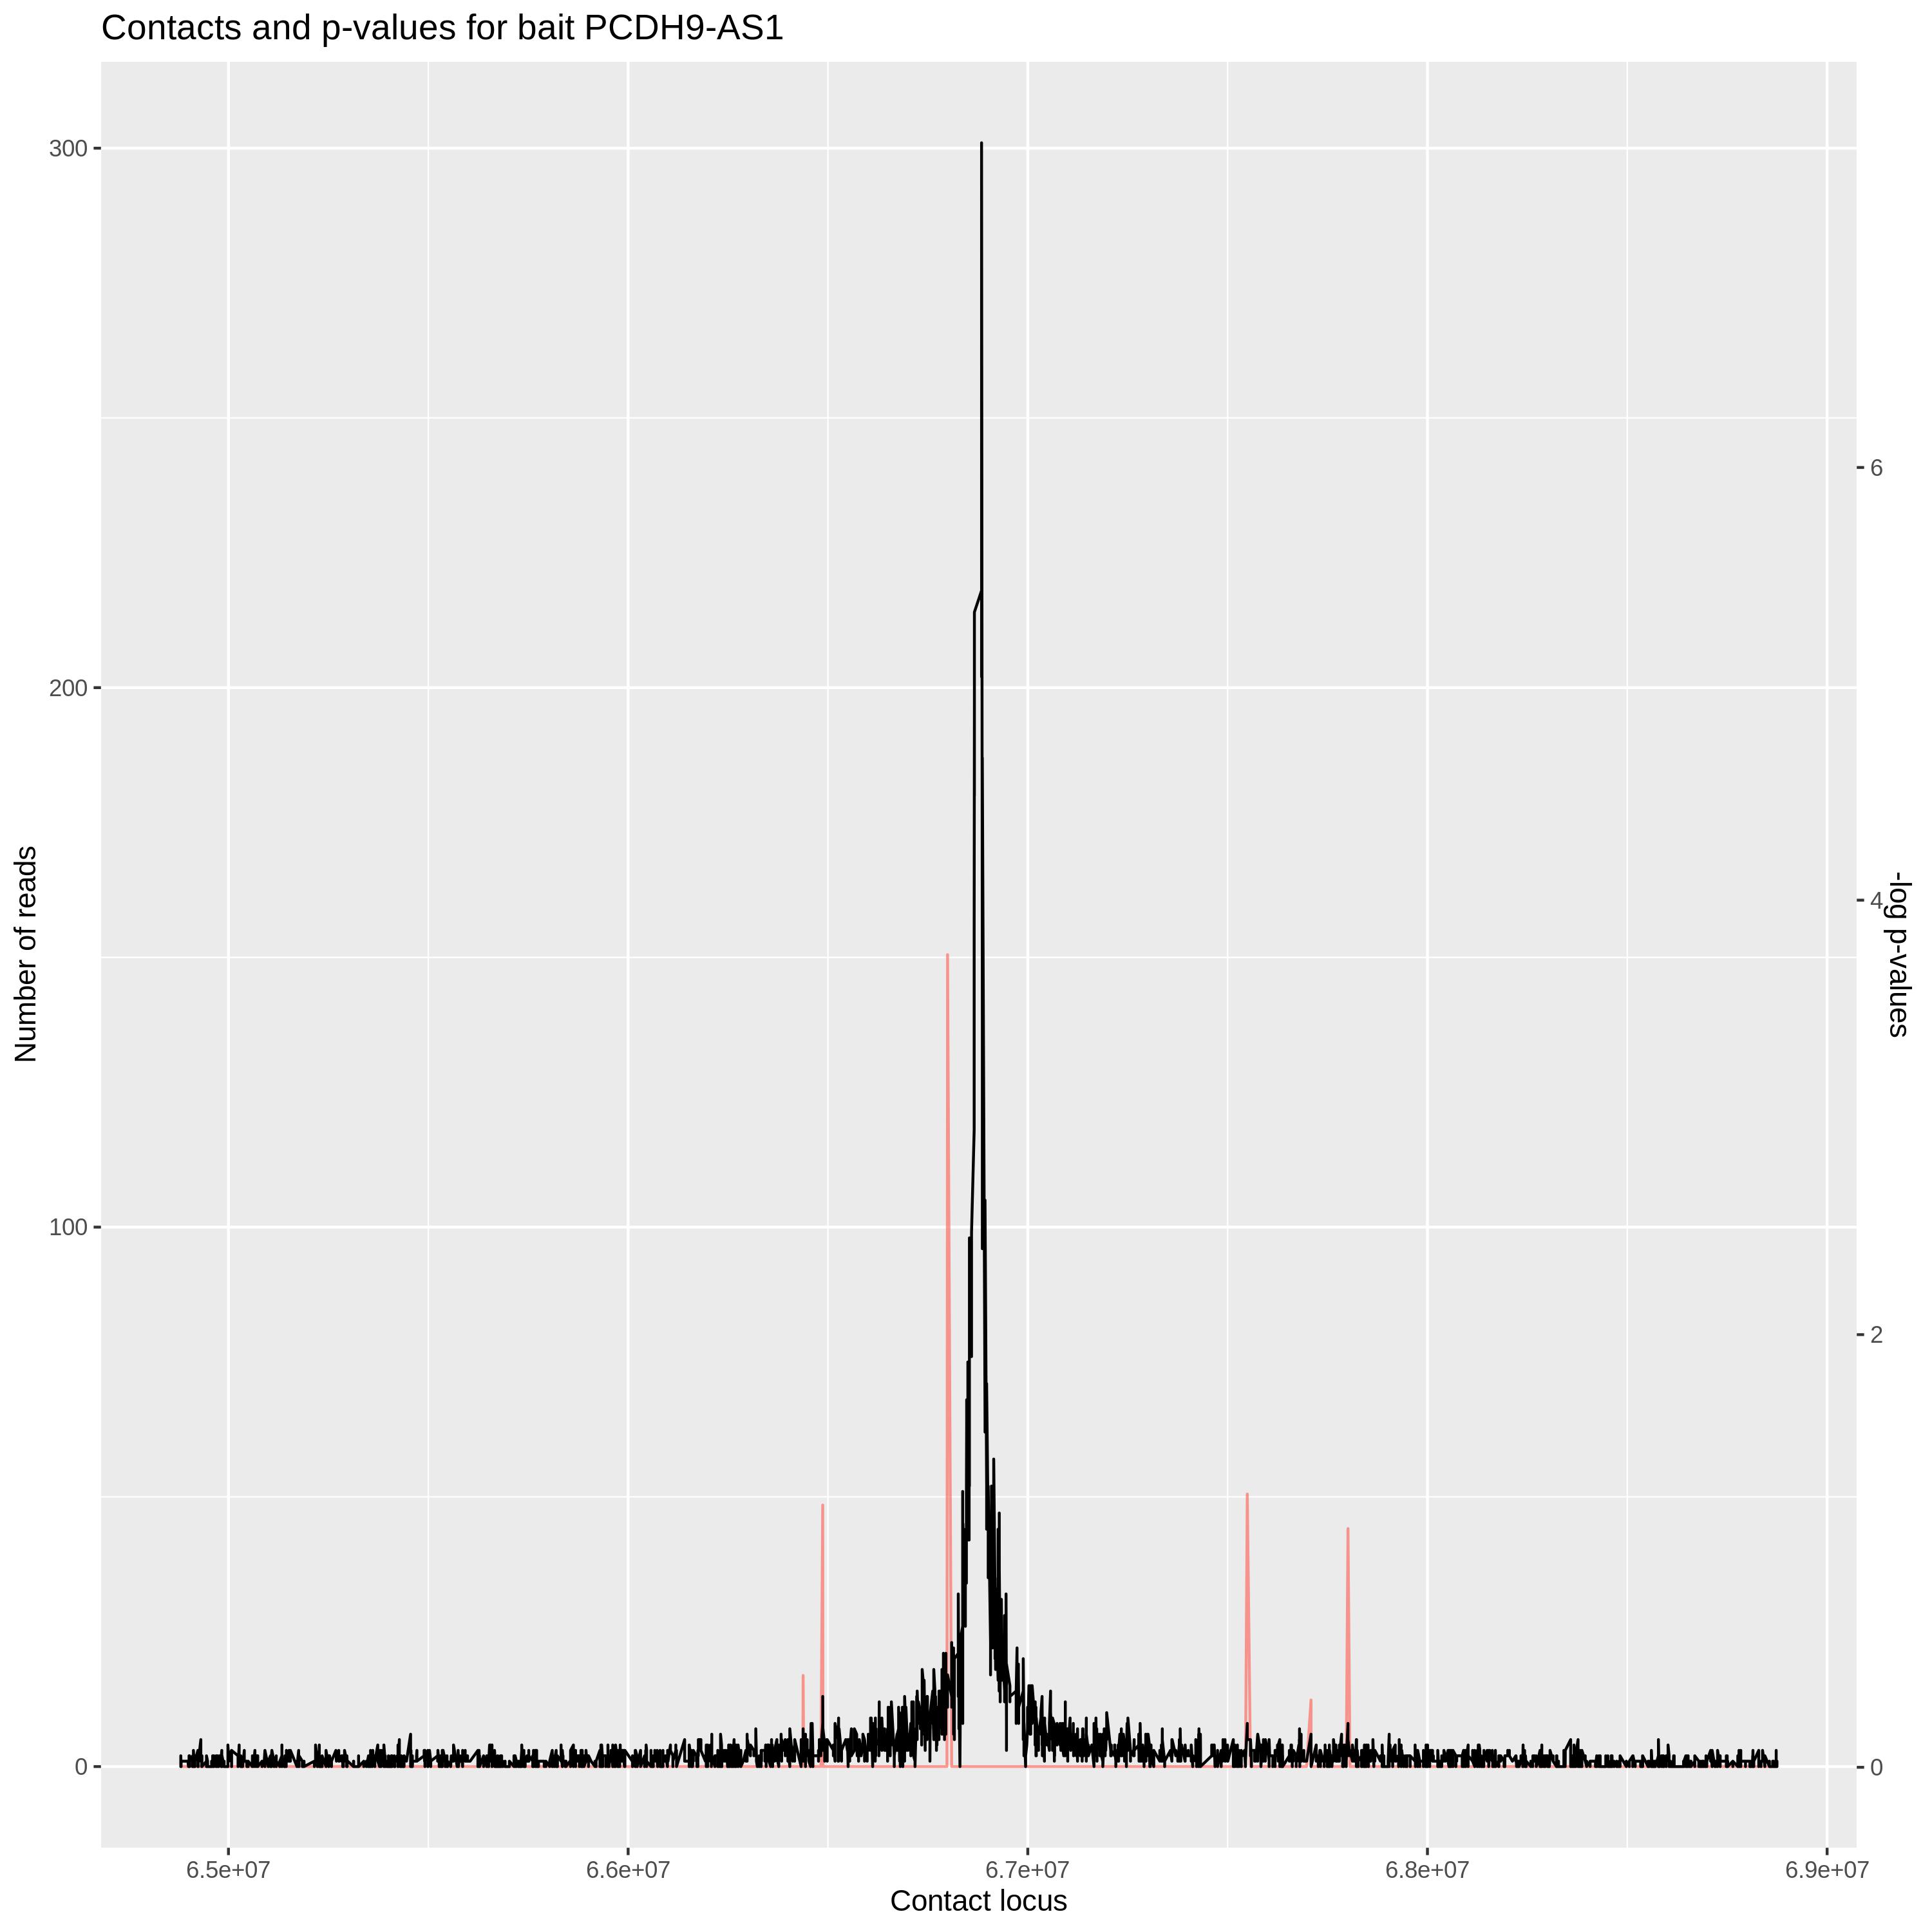 Contacts and p-values for bait PCDH9-AS1
300
200
100
0
Number of reads
6
4
2
0
-log p-values
6.5e+07
6.6e+07
6.7e+07
6.8e+07
6.9e+07
Contact locus